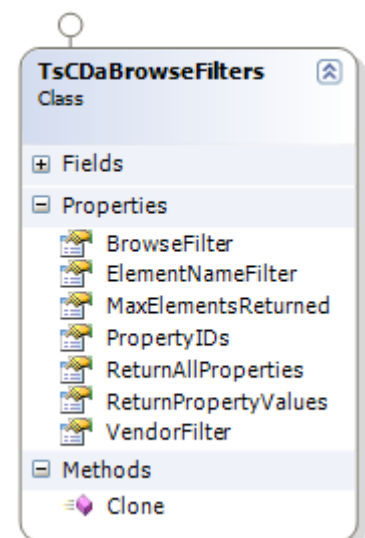 TsCDaBrowseFilters
Class
Fields
Properties
BrowseFilter
ElementNameFilter
MaxElementsReturned
PropertyIDs
ReturnAllProperties
ReturnPropertyValues
VendorFilter
Methods
Clone